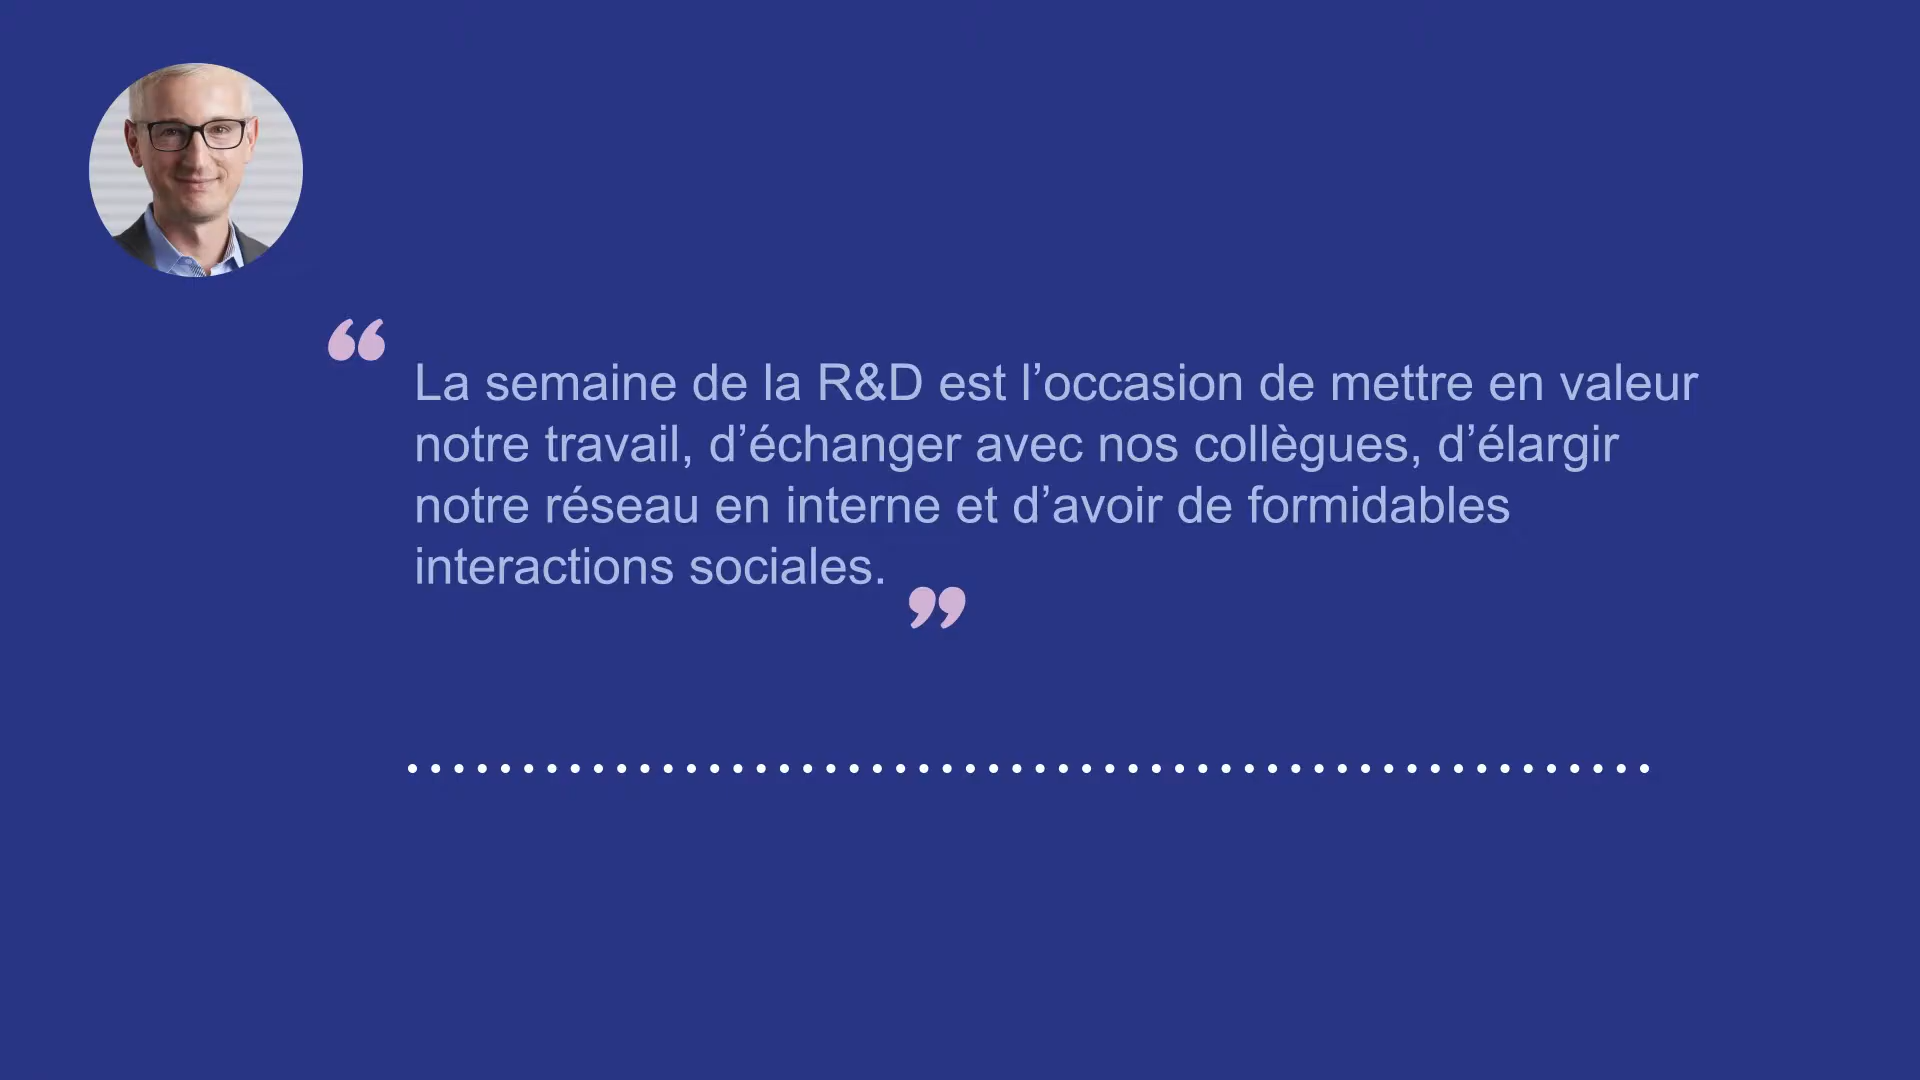 “ La semaine de la R&D est l’occasion de mettre en valeur
notre travail, d’échanger avec nos collègues, d’élargir
notre réseau en interne et d’avoir de formidables
interactions sociales. ”